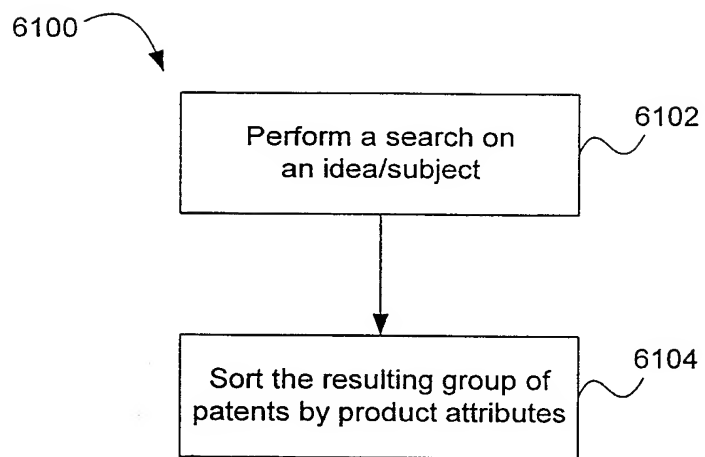 6100
6102
Perform a search on
an idea/subject
6104
Sort the resulting group of
patents by product attributes